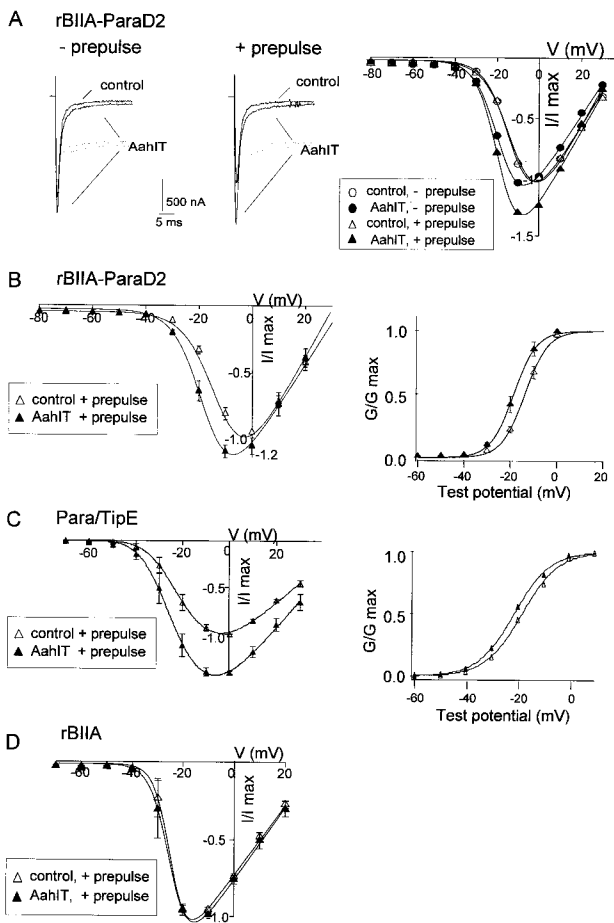 A
rBIIA-ParaD2
- prepulse
+ prepulse
control
control
AahIT
AahIT
500 nA
5 ms
V (mV)
-80 -60 -40 -20 0 20
I/I max
-0.5
-1.0
-1.5
control, - prepulse
AahIT, - prepulse
control, + prepulse
AahIT, + prepulse
B
rBIIA-ParaD2
V (mV)
-80 -60 -40 -20 0 20
I/I max
-0.5
-1.0
-1.2
control + prepulse
AahIT + prepulse
G/G max
1.0
0.5
0.0
-60 -40 -20 0 20
Test potential (mV)
C
Para/TipE
V (mV)
-60 -40 -20 0 20
I/I max
-0.5
-1.0
control + prepulse
AahIT + prepulse
G/G max
1.0
0.5
0.0
-60 -40 -20 0
Test potential (mV)
D
rBIIA
V (mV)
-60 -40 -20 0 20
I/I max
-0.5
-1.0
control, + prepulse
AahIT, + prepulse